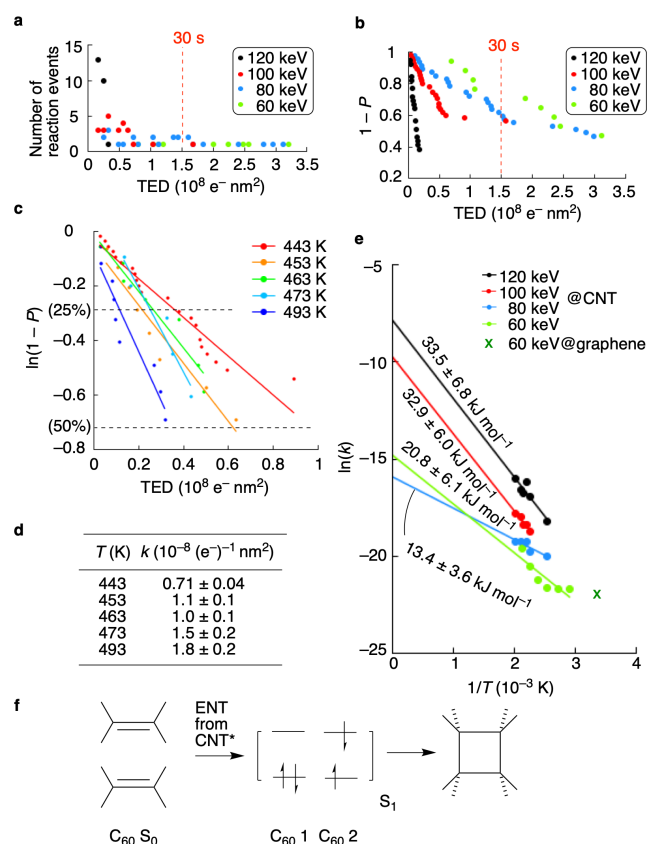 a
30 s
15
10
5
0
Number of
reaction events
120 keV
100 keV
80 keV
60 keV
0 0.5 1 1.5 2 2.5 3 3.5
TED (10⁸ e⁻ nm²)
b
30 s
1
0.8
0.6
0.4
0.2
1 − P
120 keV
100 keV
80 keV
60 keV
0 0.5 1 1.5 2 2.5 3 3.5
TED (10⁸ e⁻ nm²)
c
0
−0.2
(25%)
−0.4
−0.6
(50%)
−0.8
ln(1 − P)
443 K
453 K
463 K
473 K
493 K
0 0.2 0.4 0.6 0.8 1
TED (10⁸ e⁻ nm²)
d
T (K) k (10⁻⁸ (e⁻)⁻¹ nm²)
443 0.71 ± 0.04
453 1.1 ± 0.1
463 1.0 ± 0.1
473 1.5 ± 0.2
493 1.8 ± 0.2
e
−5
−10
−15
−20
−25
ln(k)
120 keV
100 keV
80 keV
60 keV
@CNT
X 60 keV@graphene
33.5 ± 6.8 kJ mol⁻¹
32.9 ± 6.0 kJ mol⁻¹
20.8 ± 6.1 kJ mol⁻¹
13.4 ± 3.6 kJ mol⁻¹
X
0 1 2 3 4
1/T (10⁻³ K)
f
ENT
from
CNT*
S₁
C₆₀ S₀
C₆₀ 1 C₆₀ 2